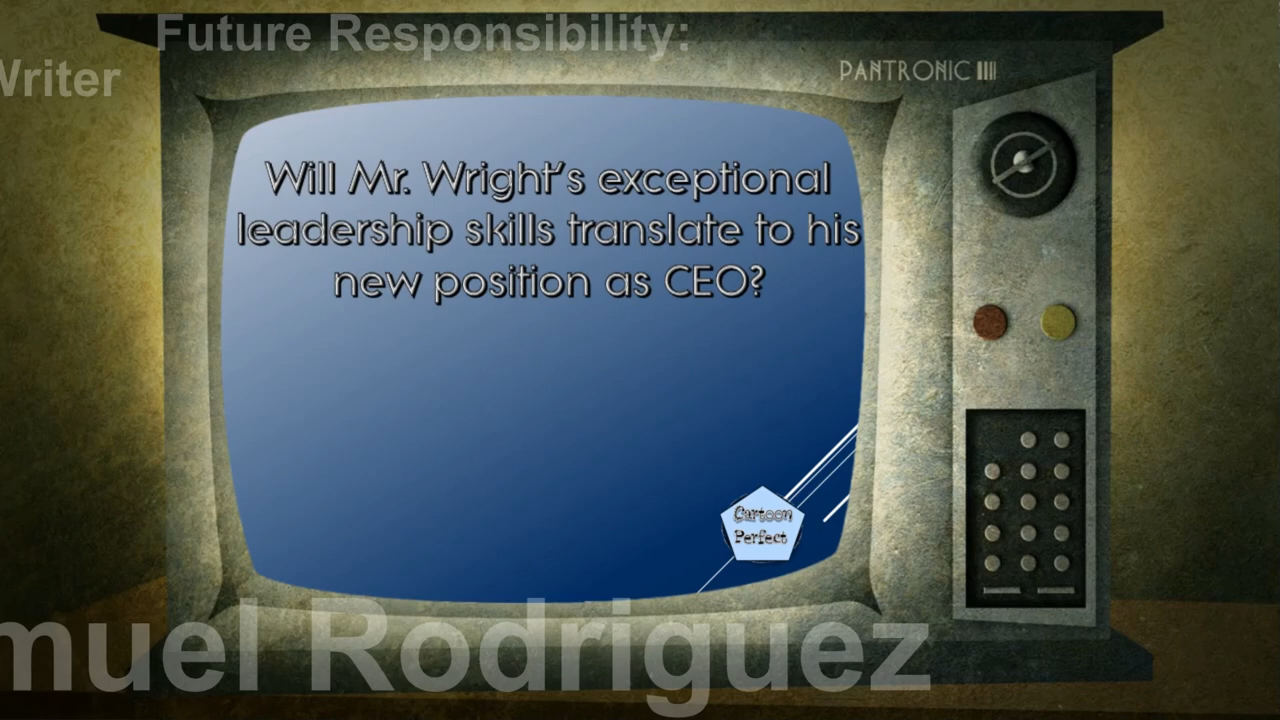 Future Responsibility:
Writer
PANTRONIC
Will Mr. Wright's exceptional
leadership skills translate to his
new position as CEO?
Cartoon
Perfect
muel Rodriguez